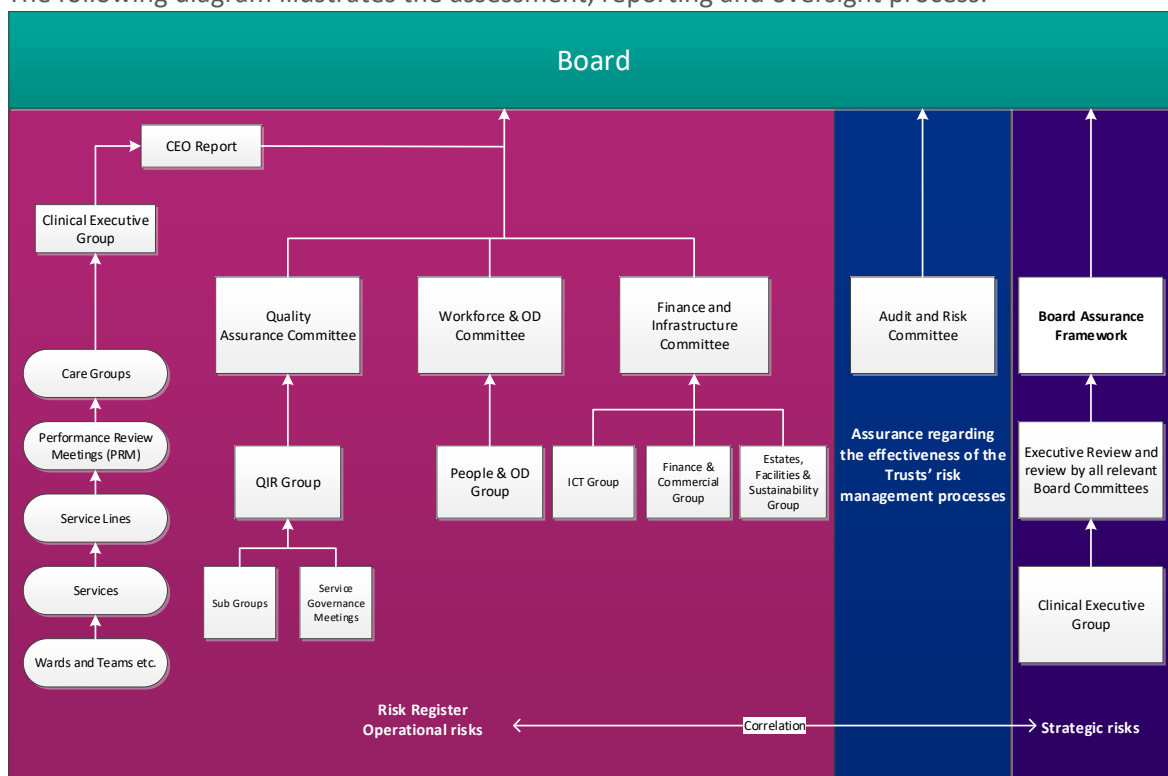 The following diagram illustrates the assessment, reporting and oversight process:
Board
CEO Report
Clinical Executive
Group
Quality
Assurance Committee
Workforce & OD
Committee
Finance and
Infrastructure
Committee
Audit and Risk
Committee
Board Assurance
Framework
Care Groups
Performance Review
Meetings (PRM)
Service Lines
Services
Wards and Teams etc.
QIR Group
Sub Groups
Service
Governance
Meetings
People & OD
Group
ICT Group
Finance &
Commercial
Group
Estates,
Facilities &
Sustainability
Group
Assurance regarding
the effectiveness of the
Trusts' risk
management processes
Executive Review and
review by all relevant
Board Committees
Clinical Executive
Group
Risk Register
Operational risks
Correlation
Strategic risks